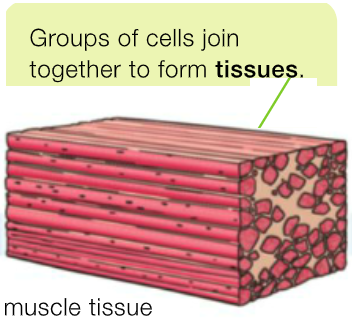 Groups of cells join
together to form tissues.
muscle tissue